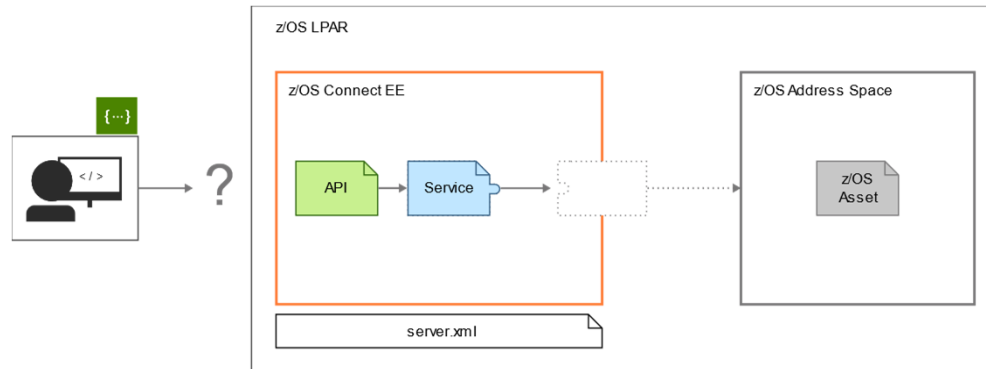 z/OS LPAR
z/OS Connect EE
z/OS Address Space
{···}
</>
?
API
Service
z/OS
Asset
server.xml